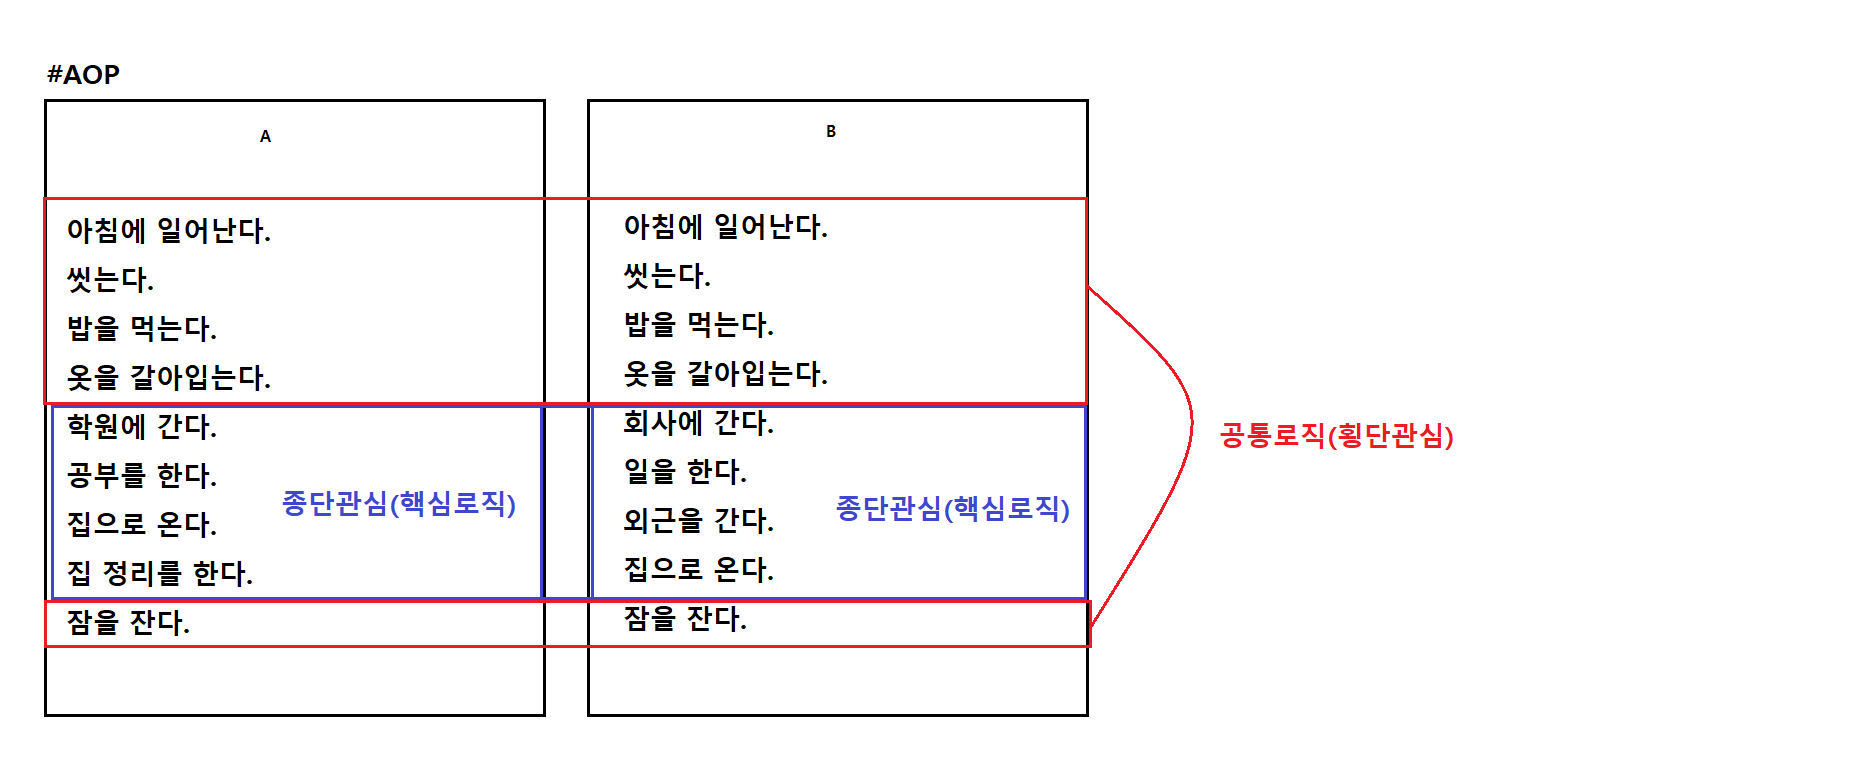 #AOP
A
아침에 일어난다.
씻는다.
밥을 먹는다.
옷을 갈아입는다.
학원에 간다.
공부를 한다.
종단관심(핵심로직)
집으로 온다.
집 정리를 한다.
잠을 잔다.
B
아침에 일어난다.
씻는다.
밥을 먹는다.
옷을 갈아입는다.
회사에 간다.
일을 한다.
종단관심(핵심로직)
외근을 간다.
집으로 온다.
잠을 잔다.
공통로직(횡단관심)